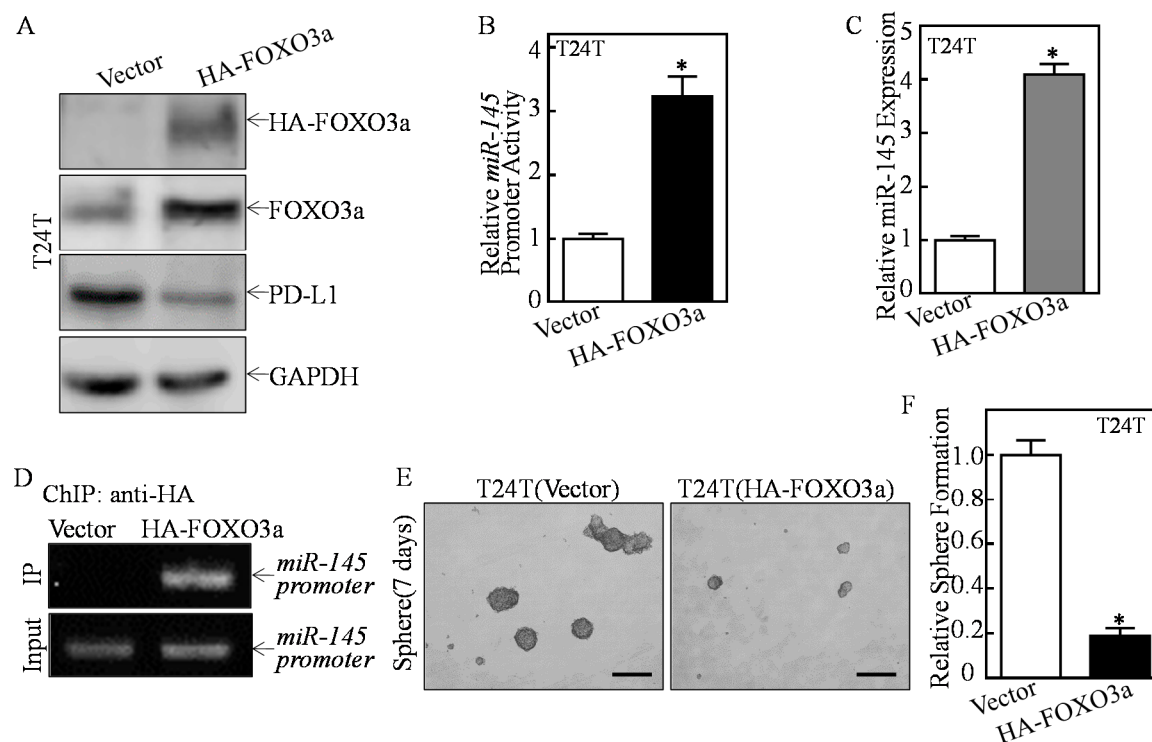 A
Vector
HA-FOXO3a
HA-FOXO3a
FOXO3a
PD-L1
GAPDH
T24T
B
T24T
*
Relative miR-145
Promoter Activity
4
3
2
1
0
Vector
HA-FOXO3a
C
T24T
*
Relative miR-145 Expression
5
4
3
2
1
0
Vector
HA-FOXO3a
D
ChIP: anti-HA
Vector
HA-FOXO3a
IP
miR-145
promoter
Input
miR-145
promoter
E
T24T(Vector)
T24T(HA-FOXO3a)
Sphere(7 days)
F
T24T
*
Relative Sphere Formation
1.0
0.8
0.6
0.4
0.2
0
Vector
HA-FOXO3a